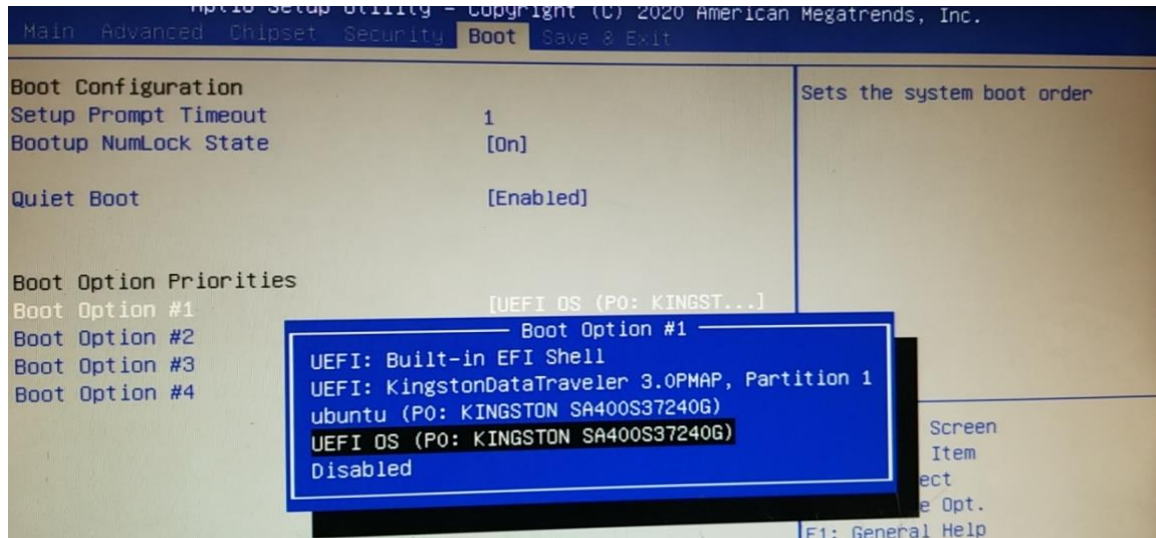 Aptio Setup Utility – Copyright (C) 2020 American Megatrends, Inc.
Main Advanced Chipset Security Boot Save & Exit
Boot Configuration
Setup Prompt Timeout 1
Bootup NumLock State [On]
Quiet Boot [Enabled]
Boot Option Priorities
Boot Option #1 [UEFI OS (P0: KINGST...]
Boot Option #2
Boot Option #3
Boot Option #4
Boot Option #1
UEFI: Built-in EFI Shell
UEFI: KingstonDataTraveler 3.0PMAP, Partition 1
ubuntu (P0: KINGSTON SA400S37240G)
UEFI OS (P0: KINGSTON SA400S37240G)
Disabled
Sets the system boot order
Screen
Item
ect
e Opt.
F1: General Help